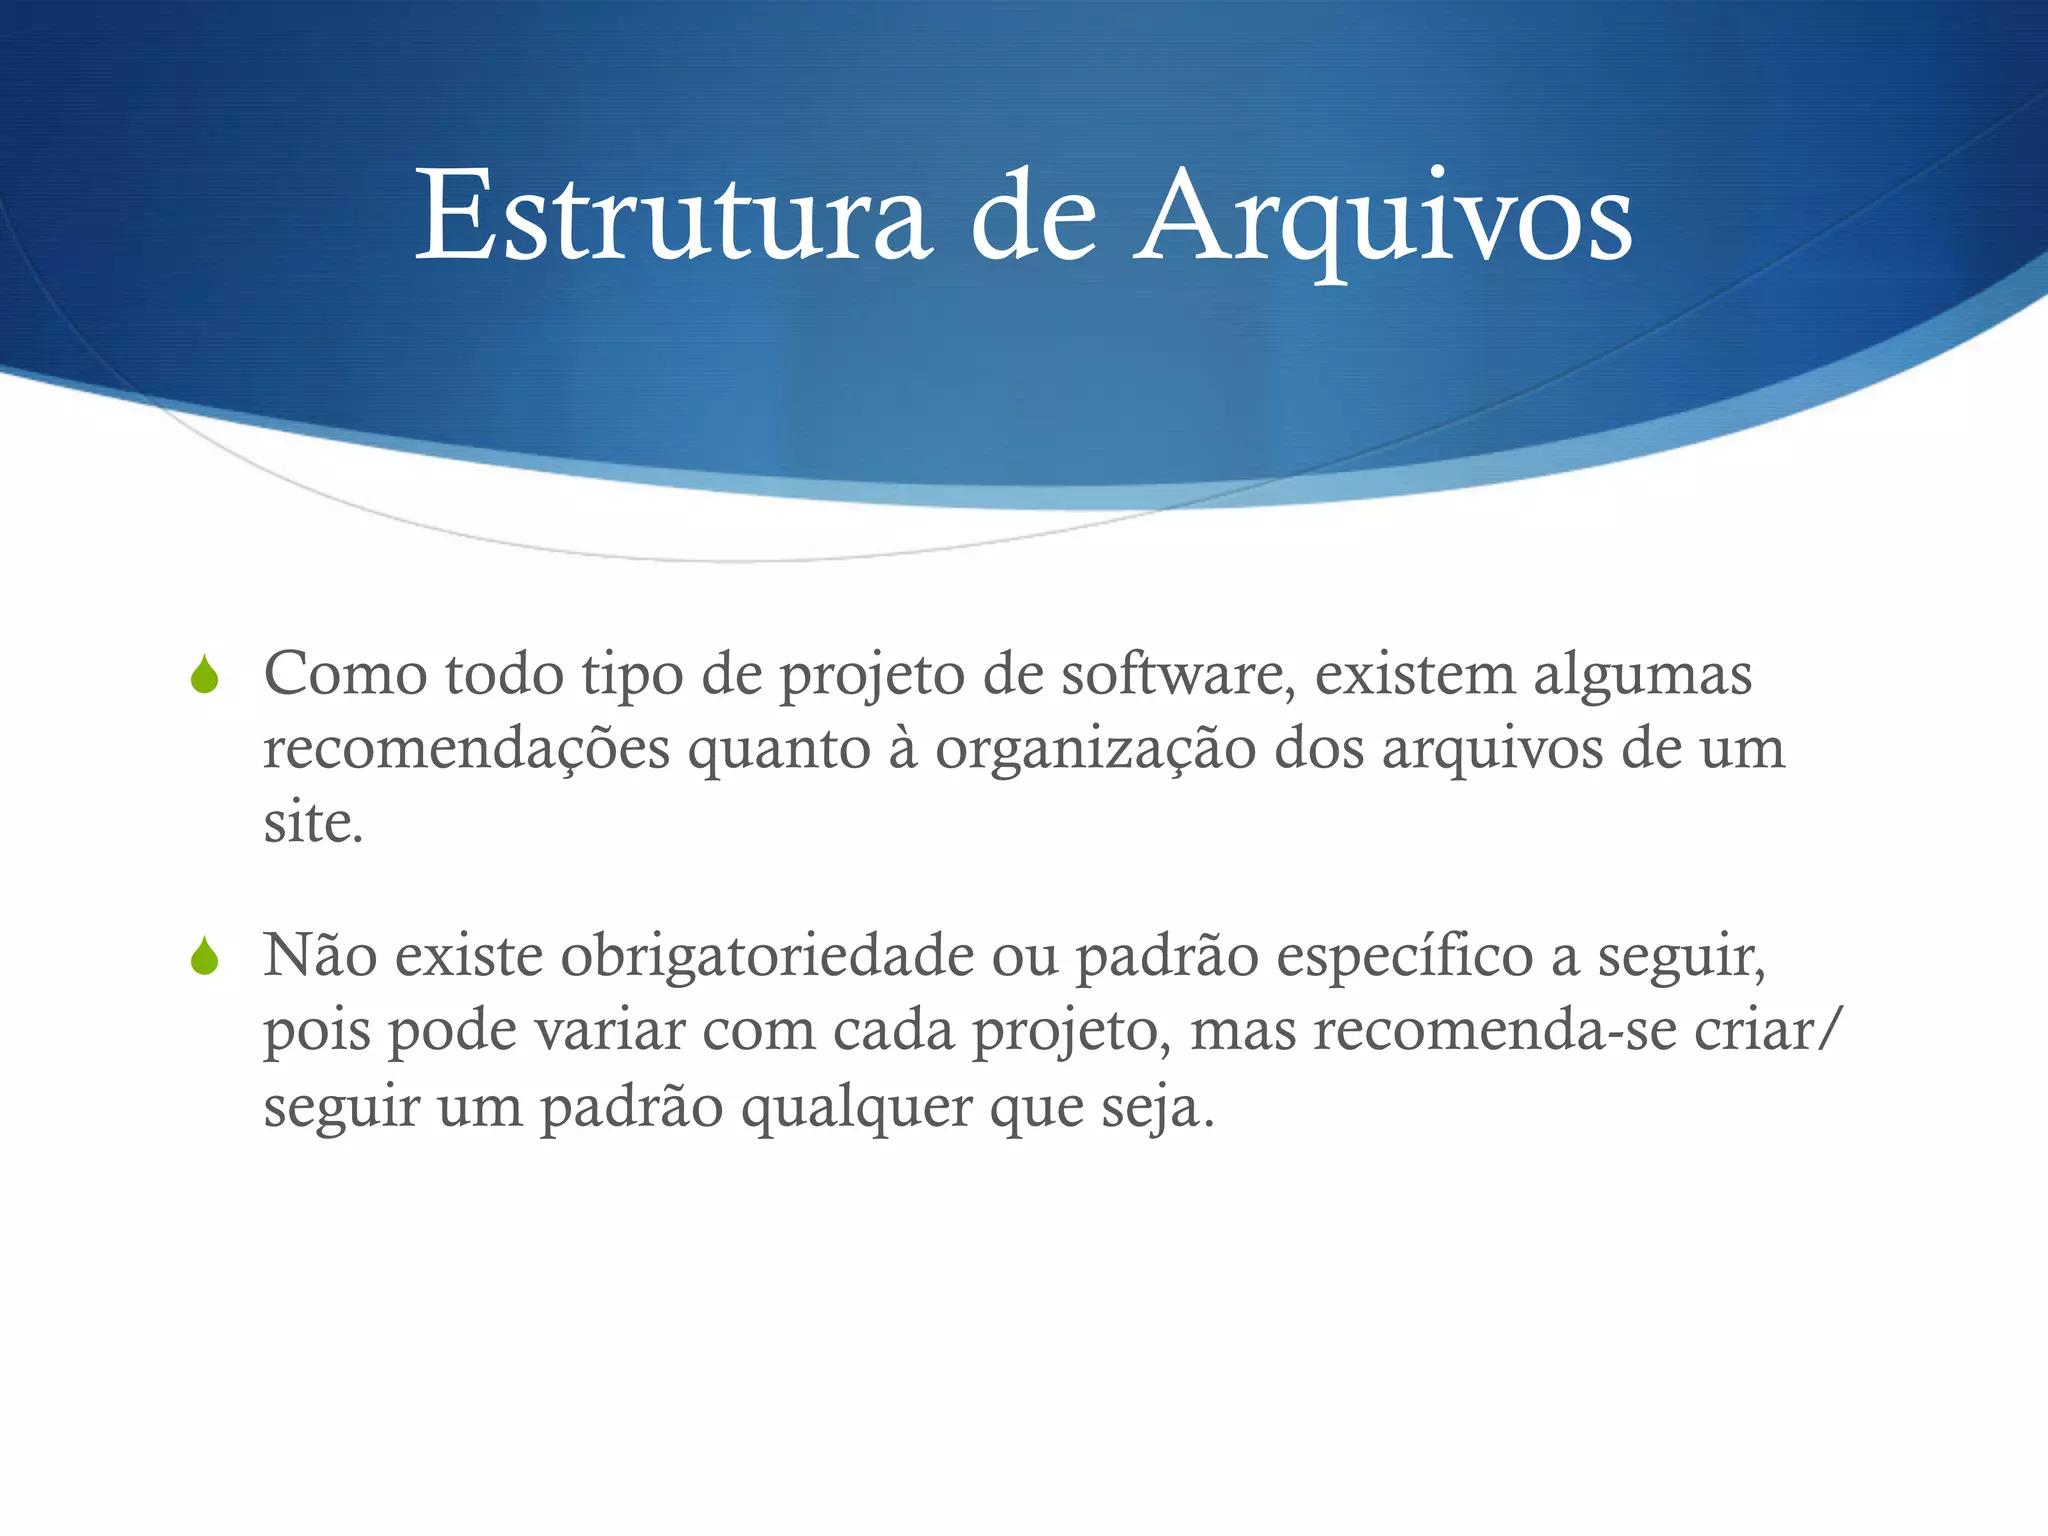 Estrutura de Arquivos
Como todo tipo de projeto de software, existem algumas
recomendações quanto à organização dos arquivos de um
site.
Não existe obrigatoriedade ou padrão específico a seguir,
pois pode variar com cada projeto, mas recomenda-se criar/
seguir um padrão qualquer que seja.